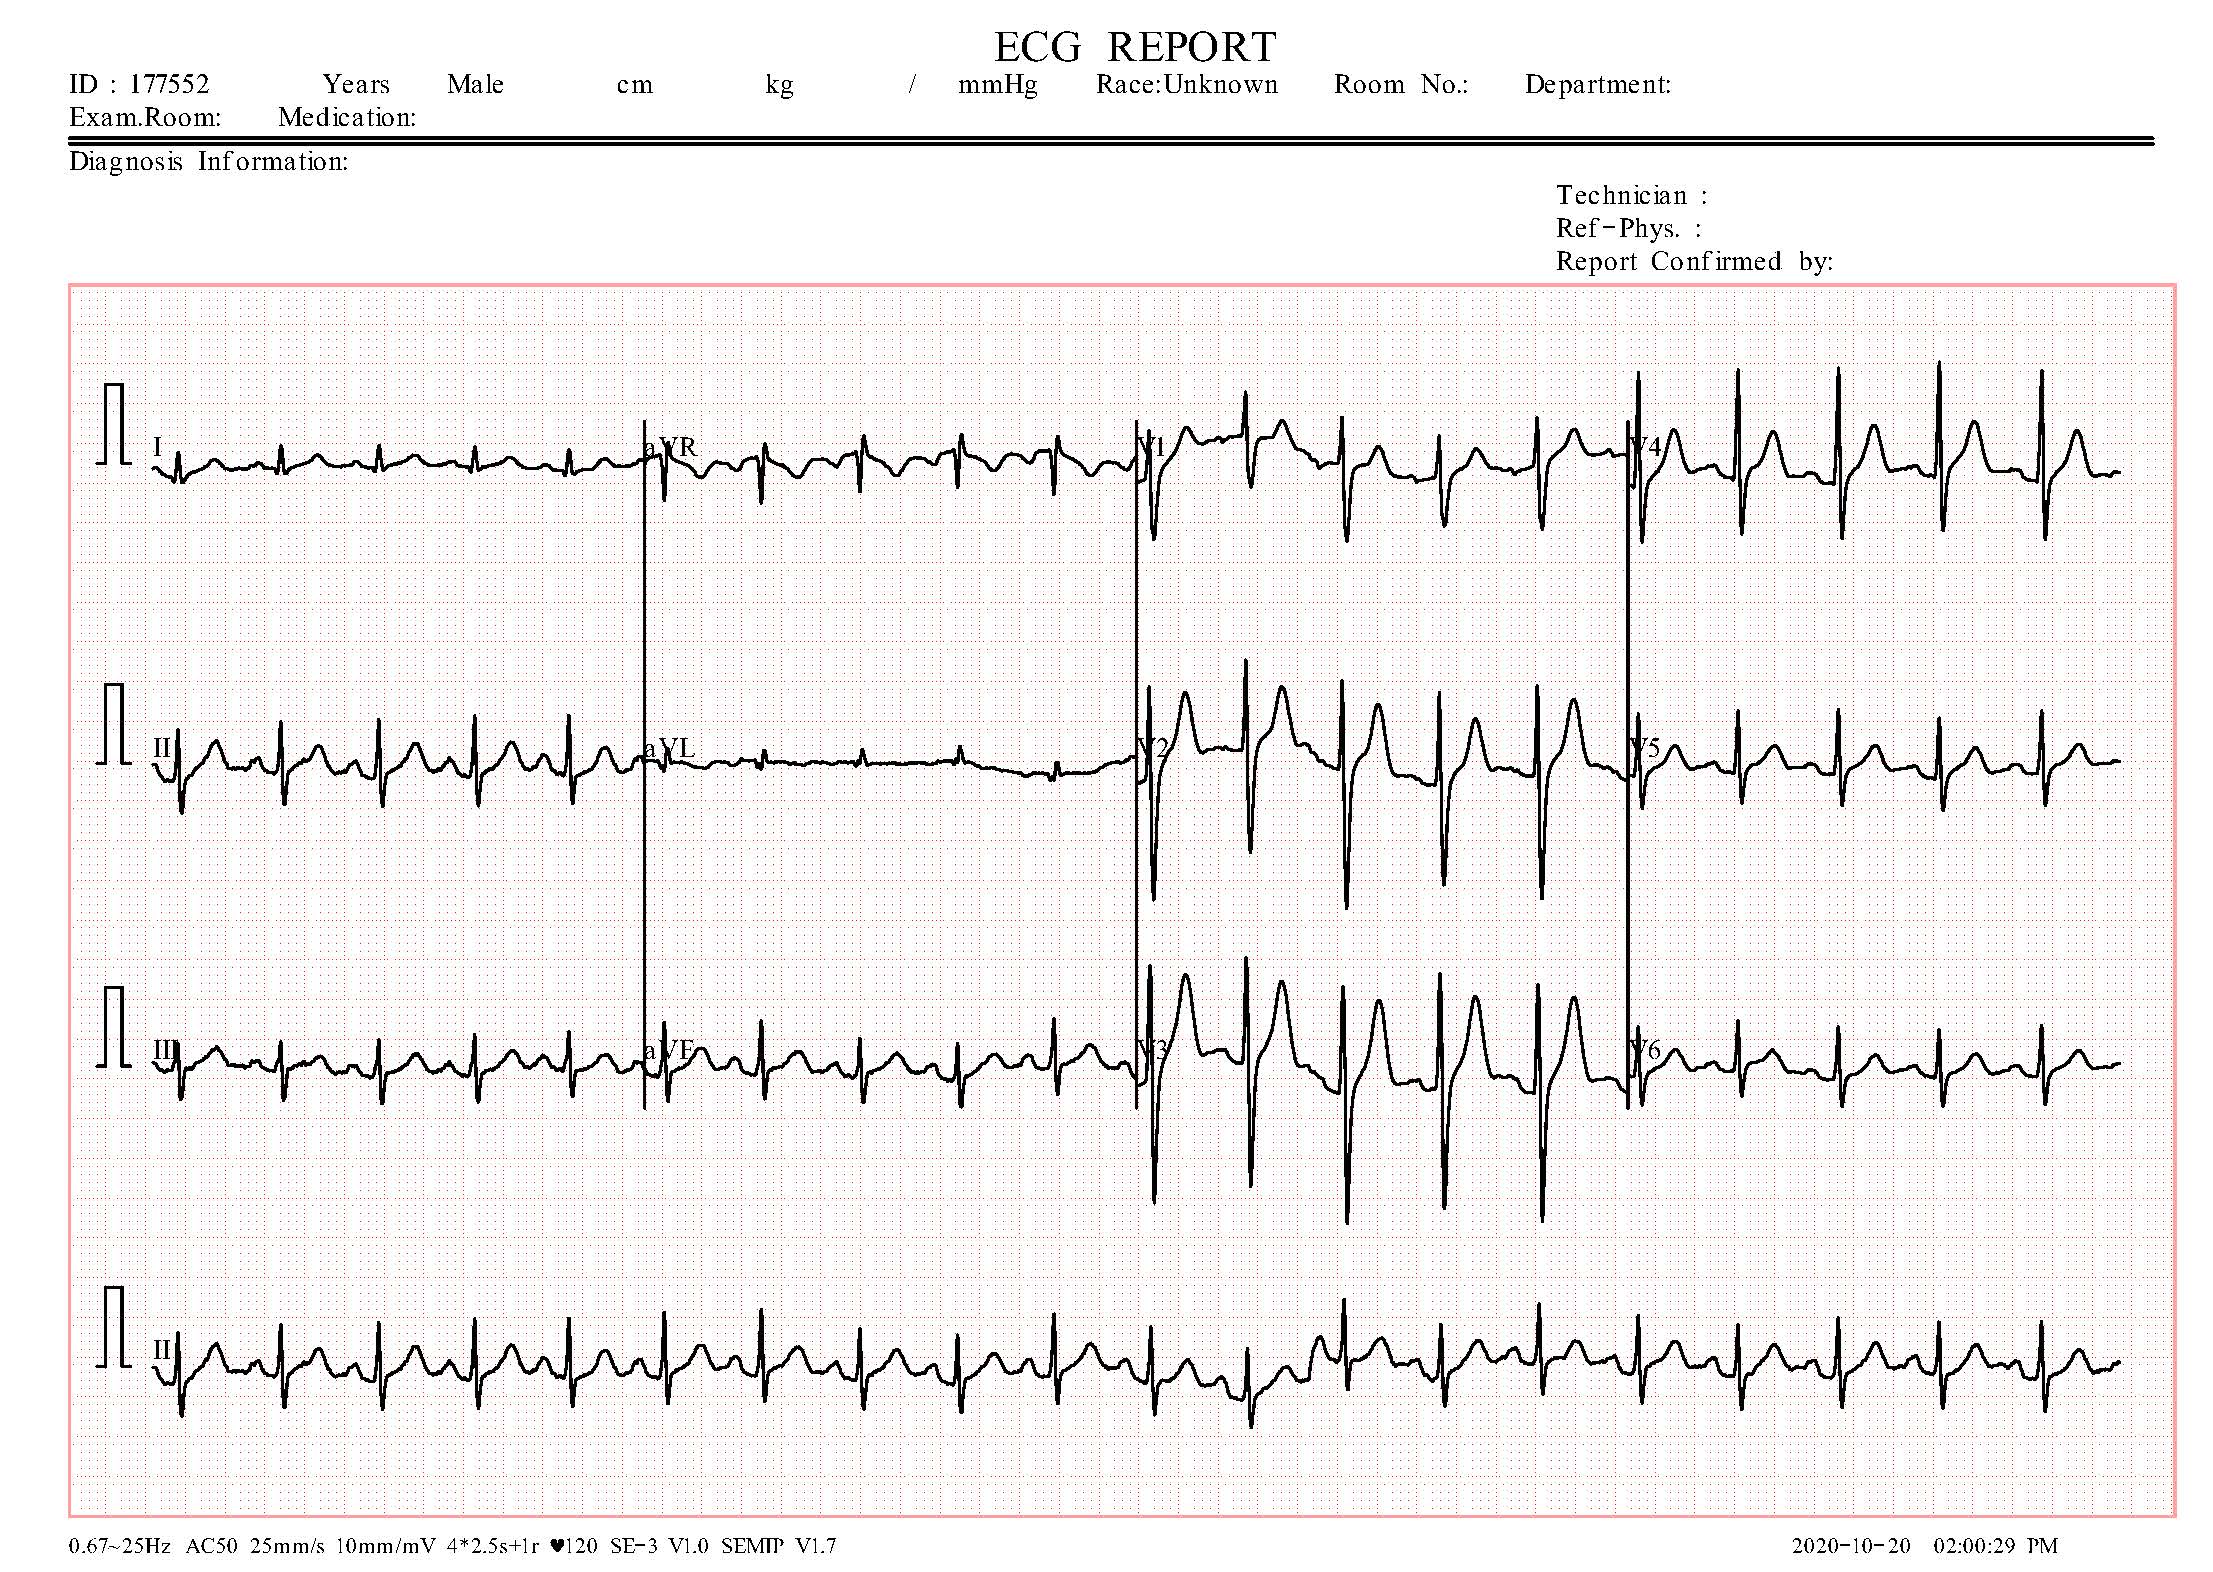 ECG REPORT
ID : 177552 Years Male cm kg / mmHg Race:Unknown Room No.: Department:
Exam.Room: Medication:
Diagnosis Information:
Technician :
Ref-Phys. :
Report Confirmed by:
I aVR V1 V4
II aVL V2 V5
III aVF V3 V6
II
0.67~25Hz AC50 25mm/s 10mm/mV 4*2.5s+1r ♥120 SE-3 V1.0 SEMIP V1.7 2020-10-20 02:00:29 PM